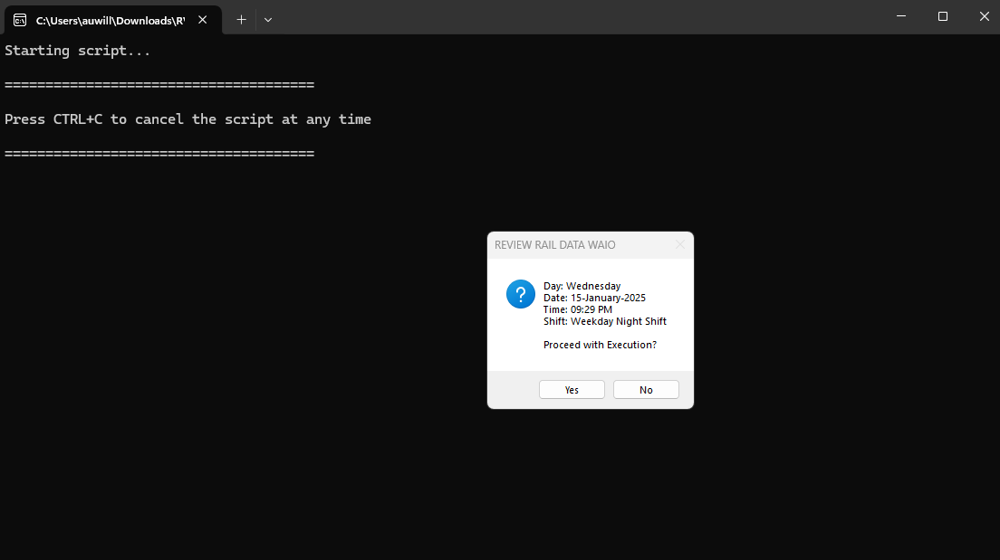 C:\Users\auwill\Downloads\R
Starting script...
======================================
Press CTRL+C to cancel the script at any time
======================================
REVIEW RAIL DATA WAIO
Day: Wednesday
Date: 15-January-2025
Time: 09:29 PM
Shift: Weekday Night Shift
Proceed with Execution?
Yes No